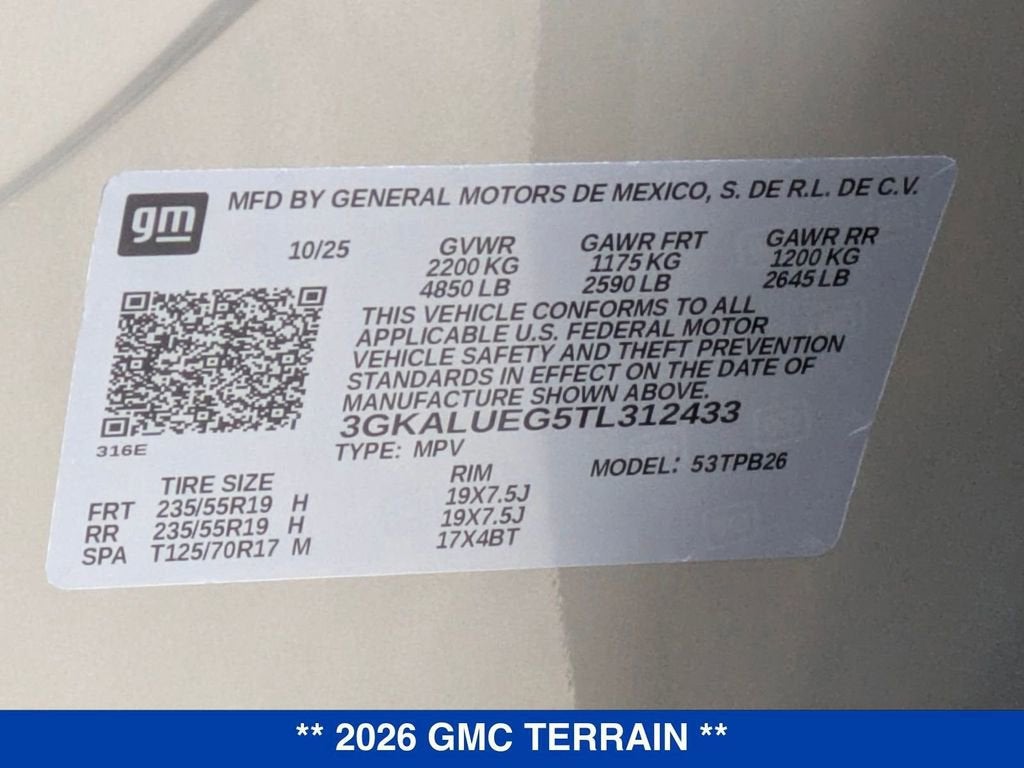 gm
MFD BY GENERAL MOTORS DE MEXICO, S. DE R.L. DE C.V.
10/25 GVWR GAWR FRT GAWR RR
2200 KG 1175 KG 1200 KG
4850 LB 2590 LB 2645 LB
THIS VEHICLE CONFORMS TO ALL
APPLICABLE U.S. FEDERAL MOTOR
VEHICLE SAFETY AND THEFT PREVENTION
STANDARDS IN EFFECT ON THE DATE OF
MANUFACTURE SHOWN ABOVE.
3GKALUEG5TL312433
316E
TYPE: MPV MODEL: 53TPB26
TIRE SIZE RIM
FRT 235/55R19 H 19X7.5J
RR 235/55R19 H 19X7.5J
SPA T125/70R17 M 17X4BT
** 2026 GMC TERRAIN **